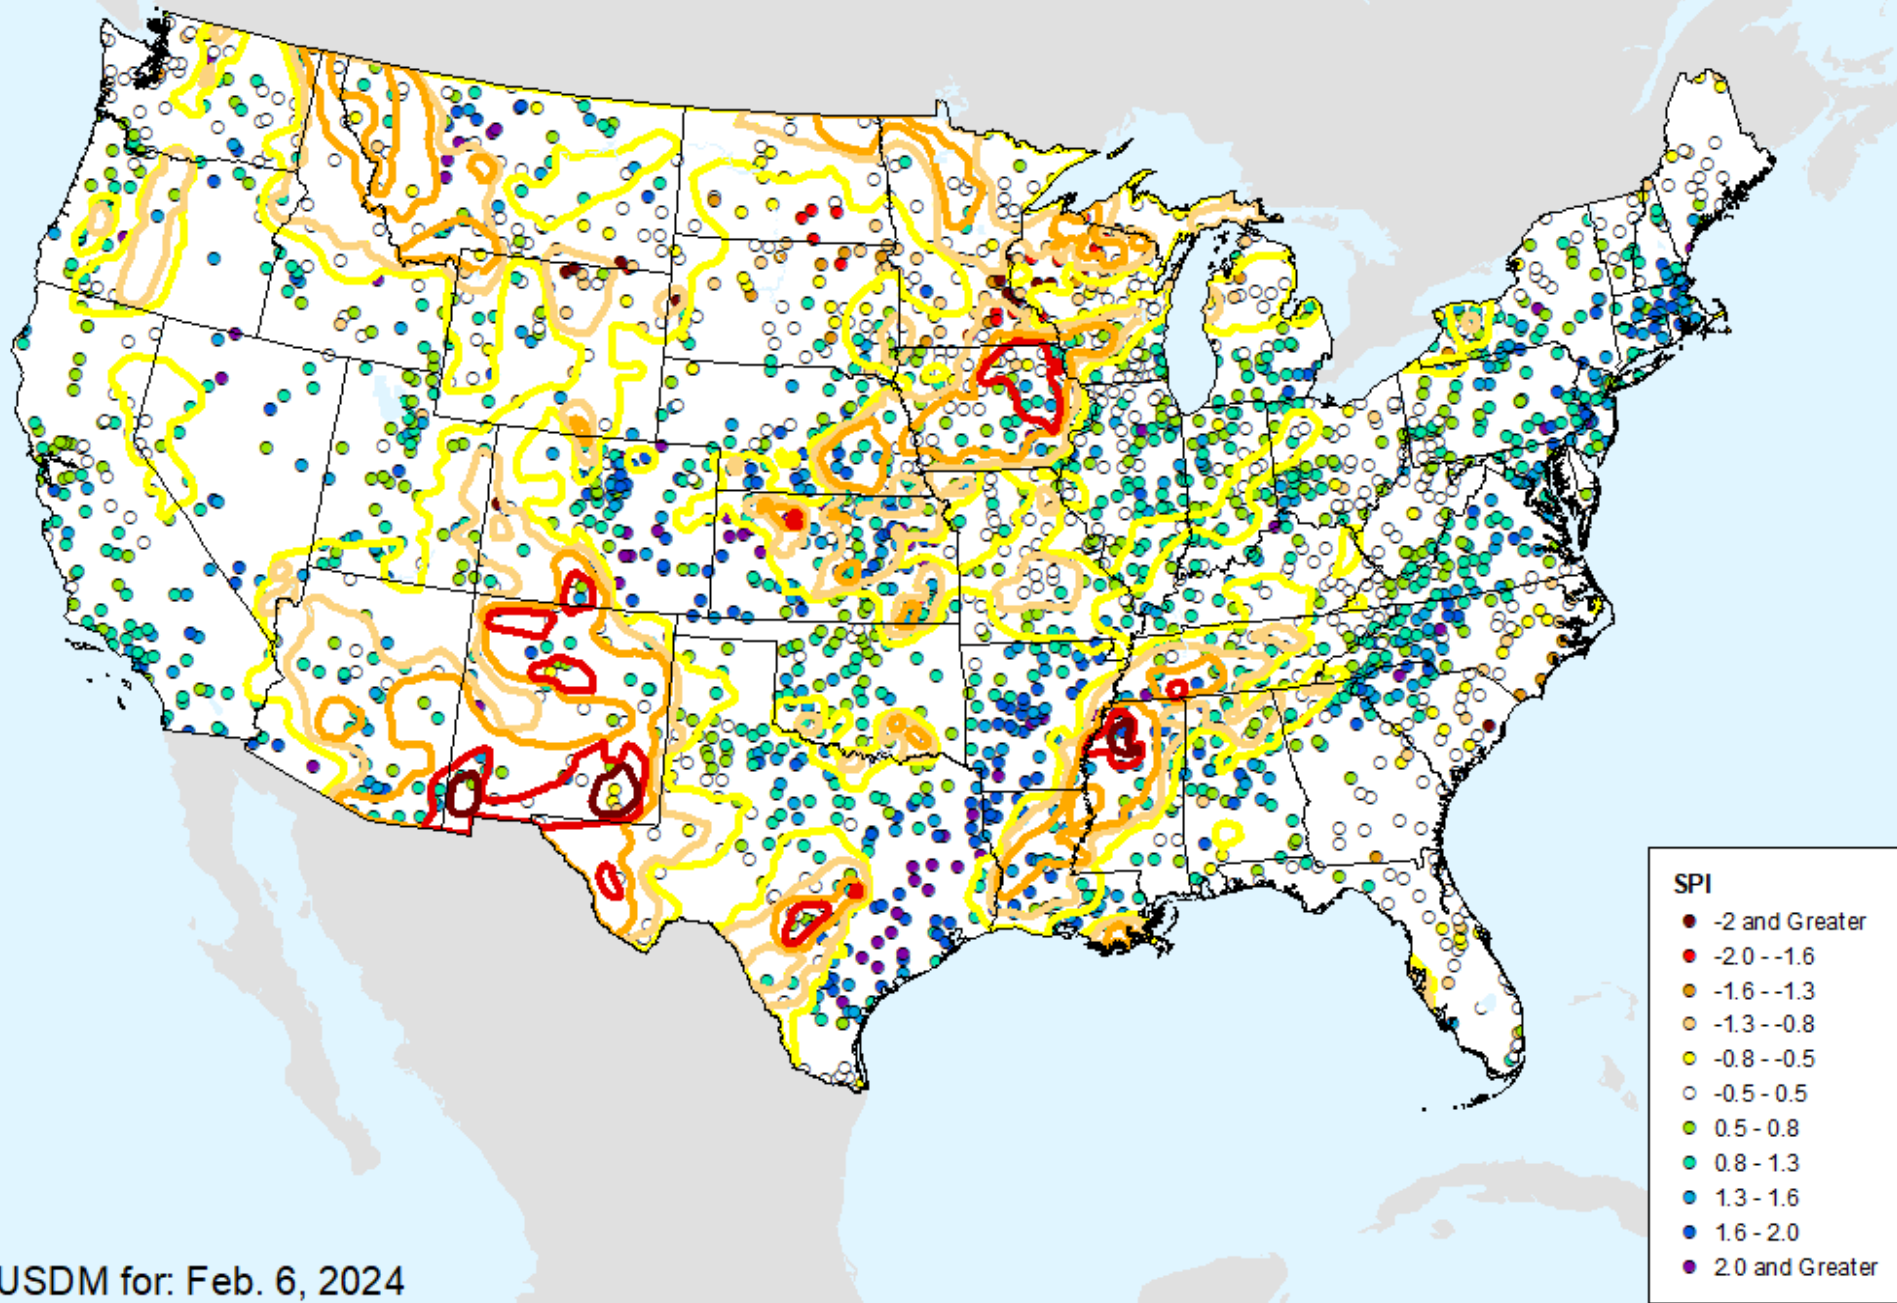 SPI
-2 and Greater
-2.0 - -1.6
-1.6 - -1.3
-1.3 - -0.8
-0.8 - -0.5
-0.5 - 0.5
0.5 - 0.8
0.8 - 1.3
1.3 - 1.6
1.6 - 2.0
2.0 and Greater
USDM for: Feb. 6, 2024